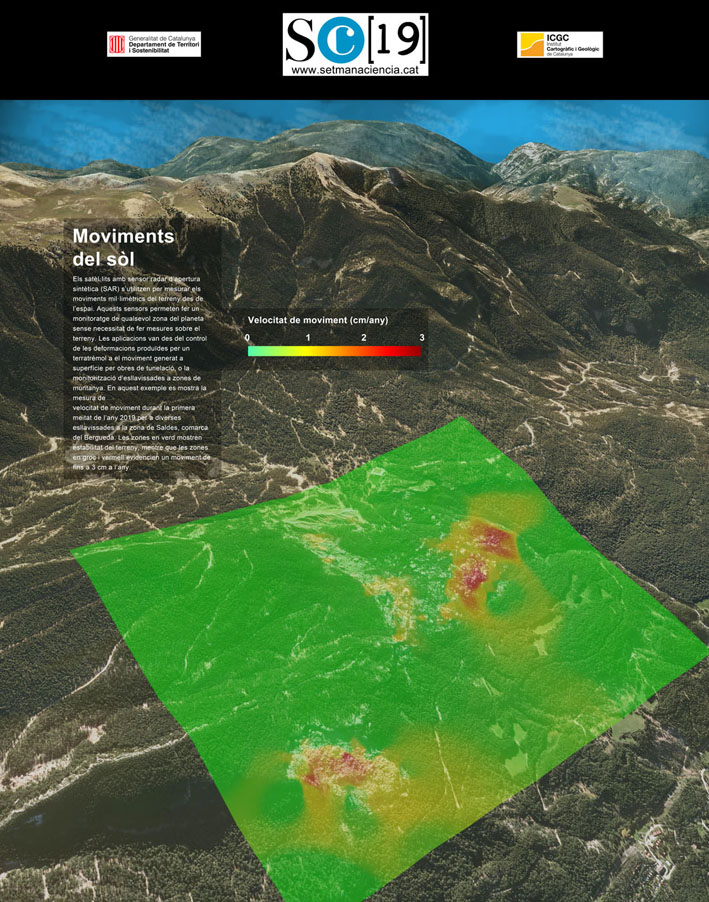 Generalitat de Catalunya
Departament de Territori
i Sostenibilitat
SC[19]
www.setmanaciencia.cat
ICGC
Institut
Cartogràfic i Geològic
de Catalunya
Moviments
del sòl
Els satèl·lits amb sensor radar d'apertura
sintètica (SAR) s'utilitzen per mesurar els
moviments mil·limètrics del terreny des de
l'espai. Aquests sensors permeten fer un
monitoratge de qualsevol zona del planeta
sense necessitat de fer mesures sobre el
terreny. Les aplicacions van des del control
de les deformacions produïdes per un
terratrèmol a el moviment generat a
superfície per obres de tunelació, o la
monitorització d'esllavissades a zones de
muntanya. En aquest exemple es mostra la
mesura de
velocitat de moviment durant la primera
meitat de l'any 2019 per a diverses
esllavissades a la zona de Saldes, comarca
del Berguedà. Les zones en verd mostren
estabilitat del terreny, mentre que les zones
en groc i vermell evidencien un moviment de
fins a 3 cm a l'any.
Velocitat de moviment (cm/any)
0 1 2 3